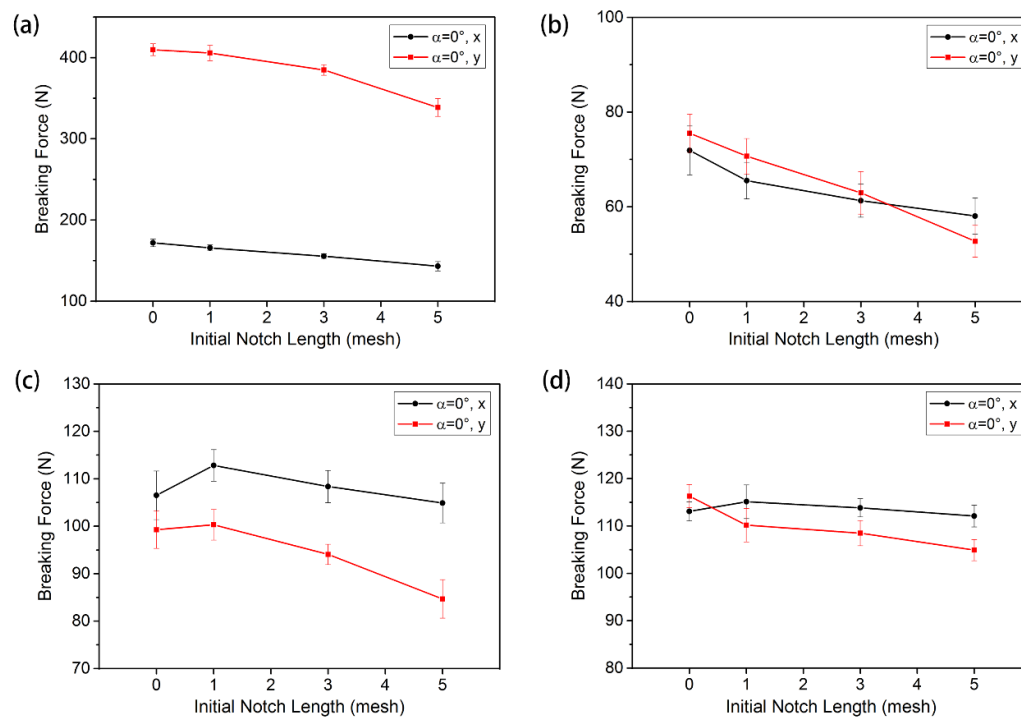 (a)
α=0°, x
α=0°, y
400
300
200
100
Breaking Force (N)
0 1 2 3 4 5
Initial Notch Length (mesh)
(b)
α=0°, x
α=0°, y
100
80
60
40
Breaking Force (N)
0 1 2 3 4 5
Initial Notch Length (mesh)
(c)
α=0°, x
α=0°, y
130
120
110
100
90
80
70
Breaking Force (N)
0 1 2 3 4 5
Initial Notch Length (mesh)
(d)
α=0°, x
α=0°, y
140
130
120
110
100
90
80
Breaking Force (N)
0 1 2 3 4 5
Initial Notch Length (mesh)